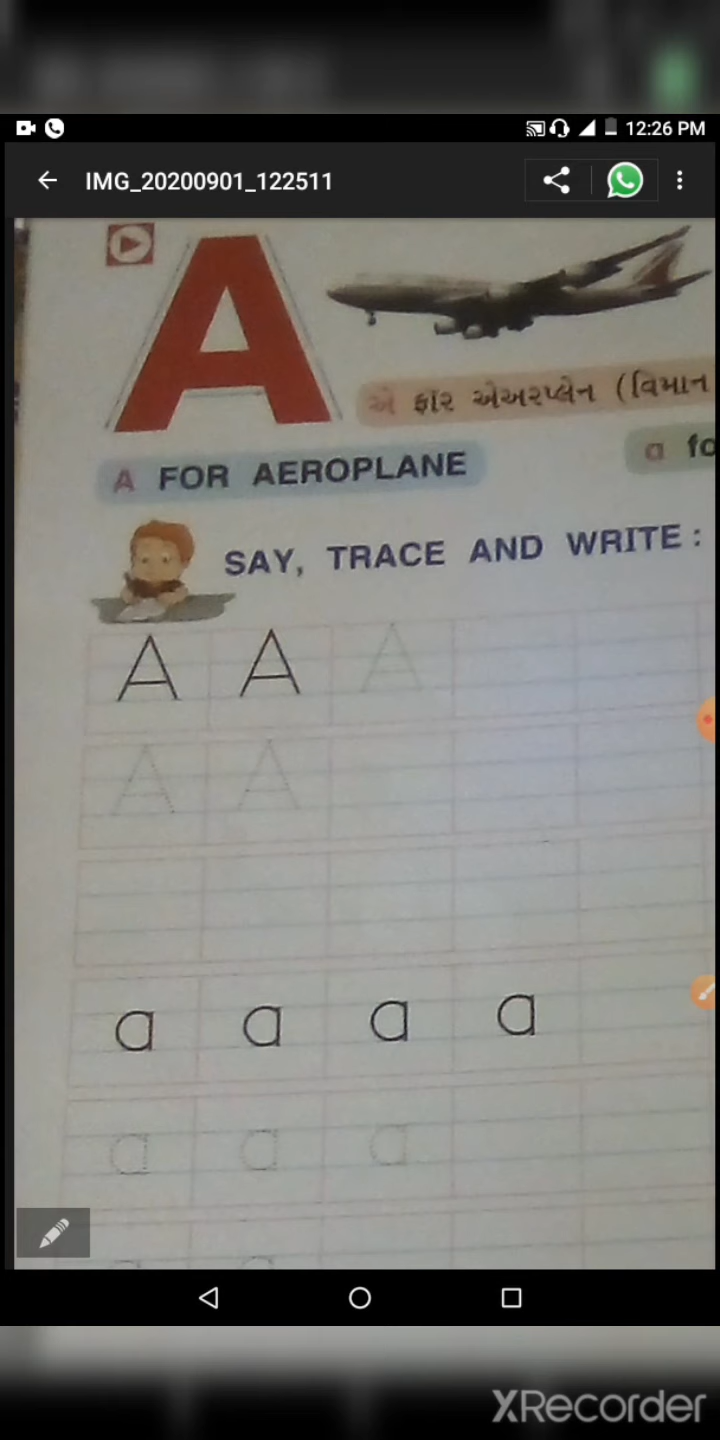 12:26 PM
IMG_20200901_122511
A
એ ફૉર એઅરપ્લેન (વિમાન
A FOR AEROPLANE
a fo
SAY, TRACE AND WRITE :
A A A
A A
a a a a
a a a
XRecorder